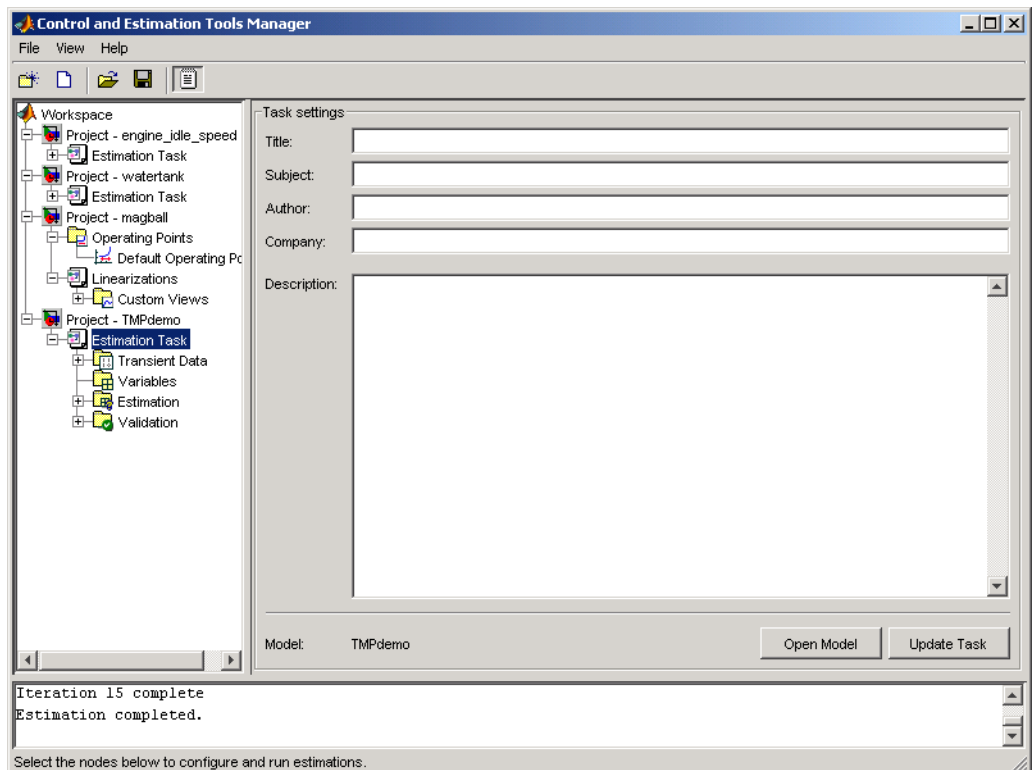 Control and Estimation Tools Manager
File View Help
Workspace
Project - engine_idle_speed
Estimation Task
Project - watertank
Estimation Task
Project - magball
Operating Points
Default Operating Po
Linearizations
Custom Views
Project - TMPdemo
Estimation Task
Transient Data
Variables
Estimation
Validation
Task settings
Title:
Subject:
Author:
Company:
Description:
Model: TMPdemo Open Model Update Task
Iteration 15 complete
Estimation completed.
Select the nodes below to configure and run estimations.